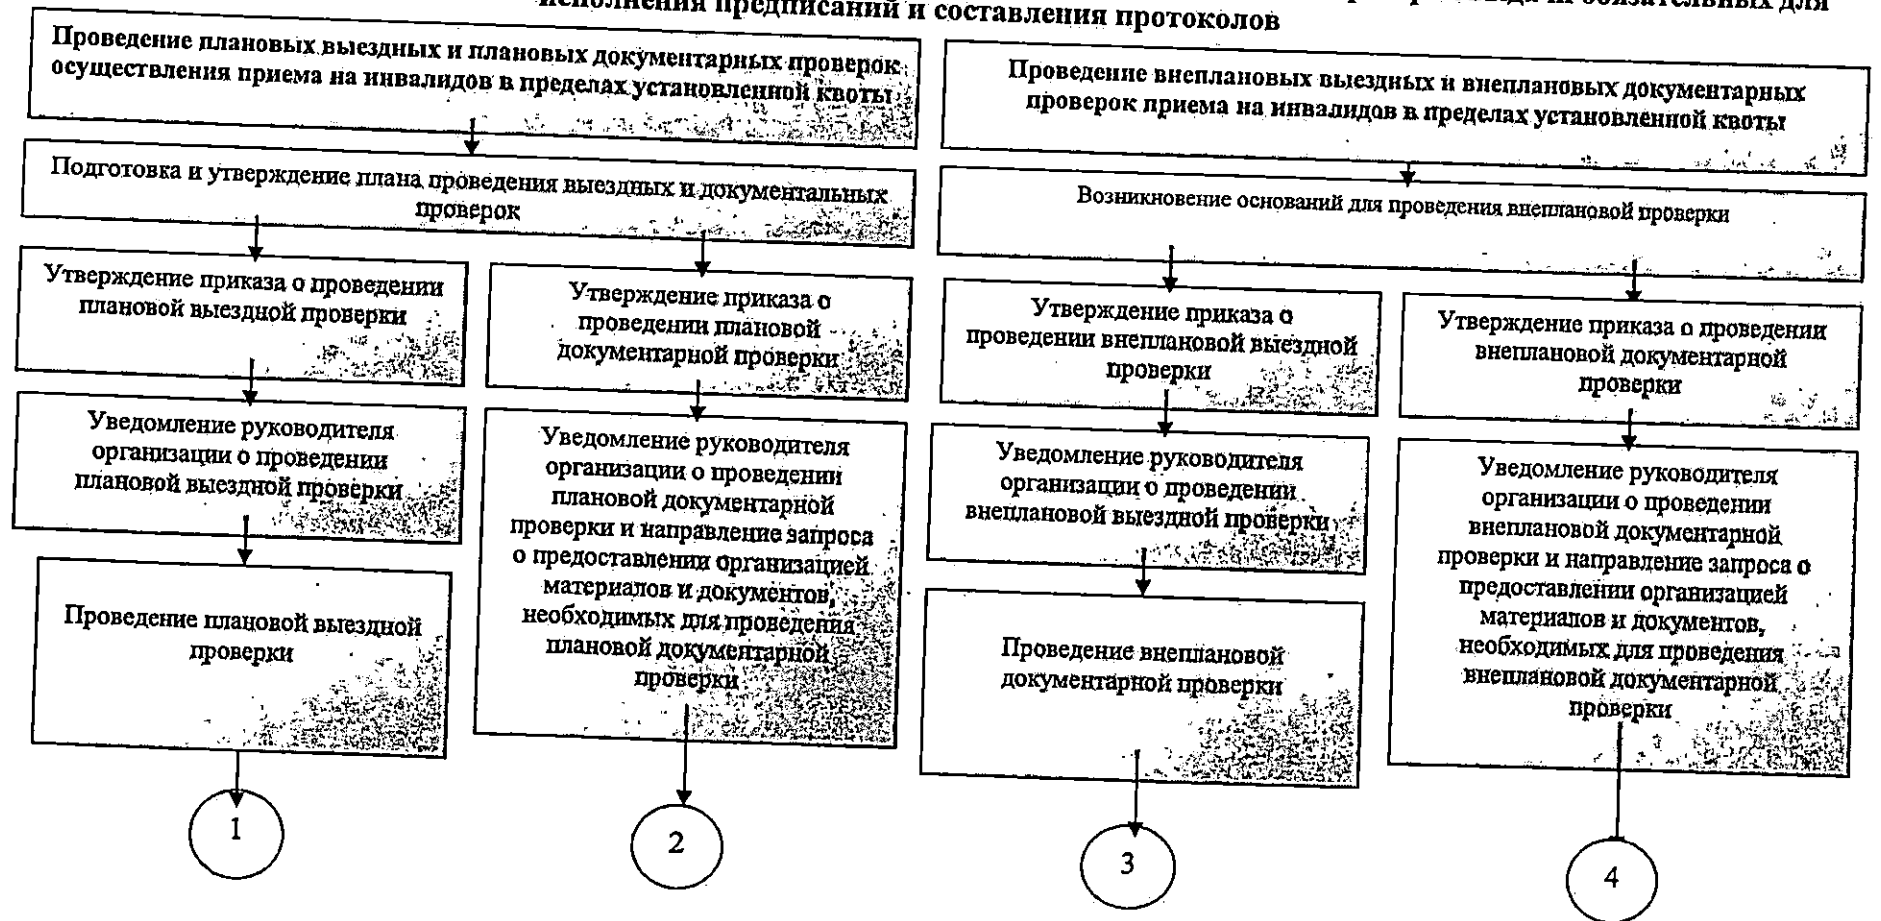 обязательных для
исполнения предписаний и составления протоколов
Проведение плановых выездных и плановых документарных проверок
осуществления приема на инвалидов в пределах установленной квоты
Проведение внеплановых выездных и внеплановых документарных
проверок приема на инвалидов в пределах установленной квоты
Подготовка и утверждение плана проведения выездных и документальных
проверок
Возникновение оснований для проведения внеплановой проверки
Утверждение приказа о проведении
плановой выездной проверки
Утверждение приказа о
проведении плановой
документарной проверки
Утверждение приказа о
проведении внеплановой выездной
проверки
Утверждение приказа о проведении
внеплановой документарной
проверки
Уведомление руководителя
организации о проведении
плановой выездной проверки
Уведомление руководителя
организации о проведении
плановой документарной
проверки и направление запроса
о предоставлении организацией
материалов и документов,
необходимых для проведения
плановой документарной
проверки
Уведомление руководителя
организации о проведении
внеплановой выездной проверки
Уведомление руководителя
организации о проведении
внеплановой документарной
проверки и направление запроса о
предоставлении организацией
материалов и документов,
необходимых для проведения
внеплановой документарной
проверки
Проведение плановой выездной
проверки
Проведение внеплановой
документарной проверки
1
2
3
4